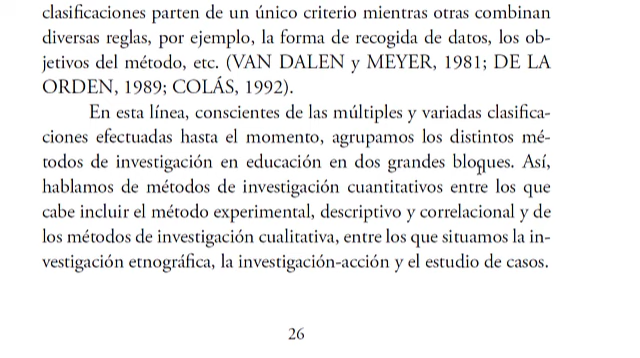 clasificaciones parten de un único criterio mientras otras combinan
diversas reglas, por ejemplo, la forma de recogida de datos, los ob-
jetivos del método, etc. (VAN DALEN y MEYER, 1981; DE LA
ORDEN, 1989; COLÁS, 1992).
En esta línea, conscientes de las múltiples y variadas clasifica-
ciones efectuadas hasta el momento, agrupamos los distintos mé-
todos de investigación en educación en dos grandes bloques. Así,
hablamos de métodos de investigación cuantitativos entre los que
cabe incluir el método experimental, descriptivo y correlacional y de
los métodos de investigación cualitativa, entre los que situamos la in-
vestigación etnográfica, la investigación-acción y el estudio de casos.
26